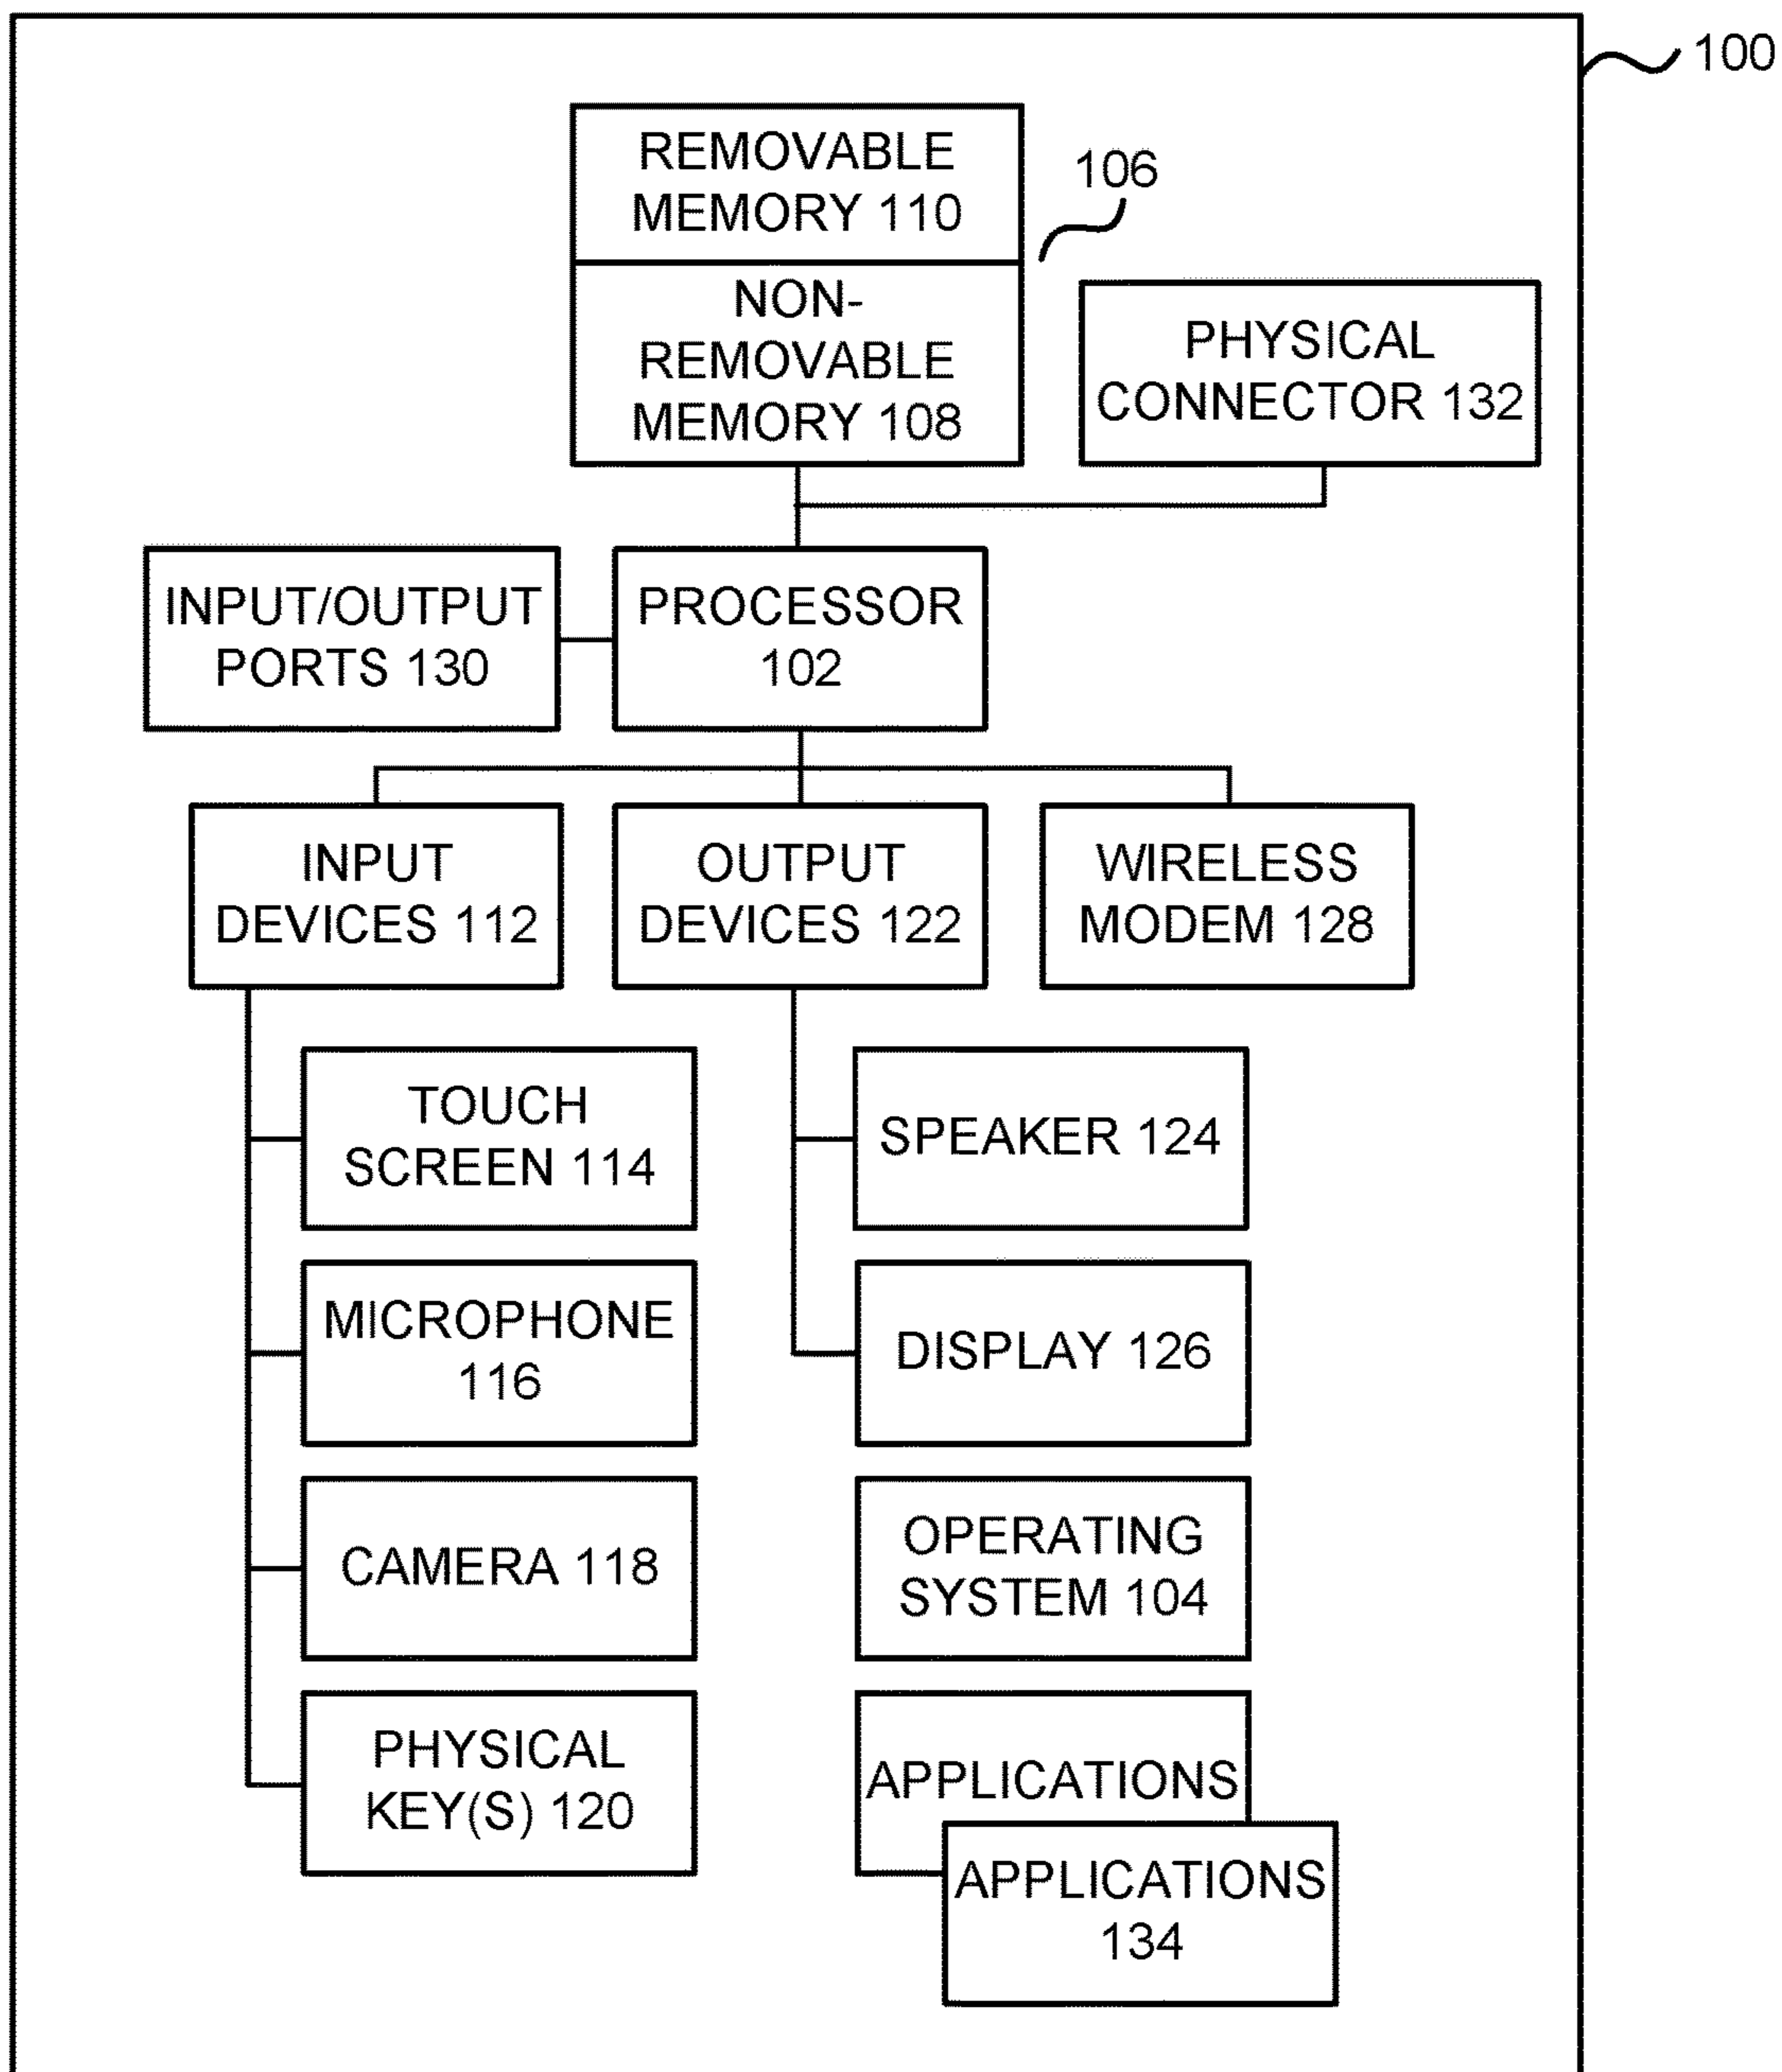 100
REMOVABLE
MEMORY 110
106
NON-
REMOVABLE
MEMORY 108
PHYSICAL
CONNECTOR 132
INPUT/OUTPUT
PORTS 130
PROCESSOR
102
INPUT
DEVICES 112
OUTPUT
DEVICES 122
WIRELESS
MODEM 128
TOUCH
SCREEN 114
SPEAKER 124
MICROPHONE
116
DISPLAY 126
CAMERA 118
OPERATING
SYSTEM 104
PHYSICAL
KEY(S) 120
APPLICATIONS
APPLICATIONS
134